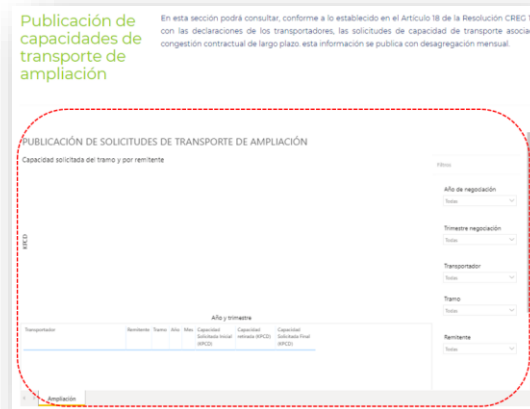 Publicación de
capacidades de
transporte de
ampliación
En esta sección podrá consultar, conforme a lo establecido en el Artículo 18 de la Resolución CREG
con las declaraciones de los transportadores, las solicitudes de capacidad de transporte asocia
congestión contractual de largo plazo, esta información se publica con desagregación mensual.
PUBLICACIÓN DE SOLICITUDES DE TRANSPORTE DE AMPLIACIÓN
Capacidad solicitada del tramo y por remitente
Filtros
Año de negociación
Todas
Trimestre negociación
Todas
Transportador
Todas
Tramo
Todas
Remitente
Todas
KPCD
Año y trimestre
Transportador Remitente Tramo Año Mes Capacidad Solicitada Inicial (KPCD) Capacidad retirada (KPCD) Capacidad Solicitada Final (KPCD)
Ampliación